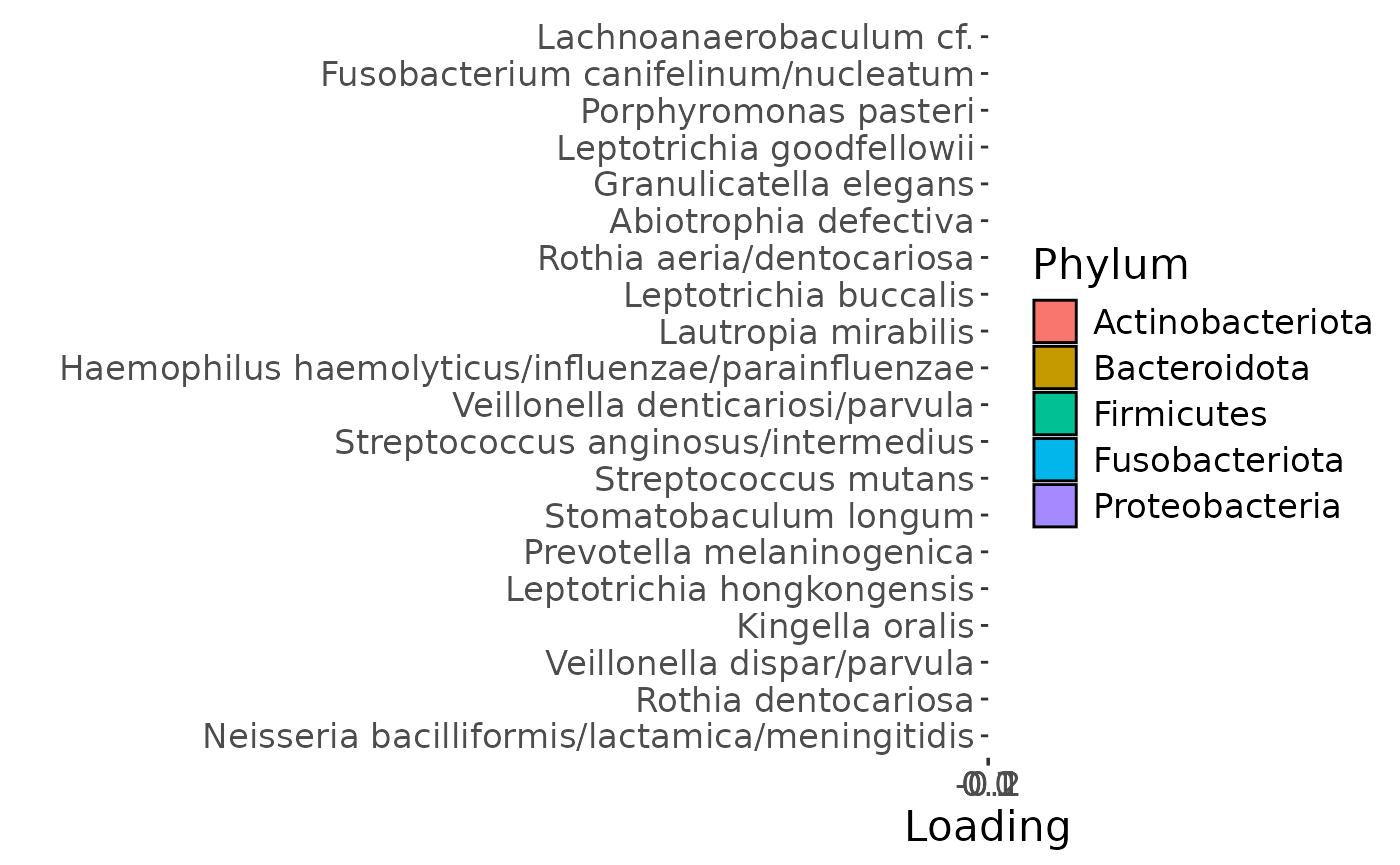 Lachnoanaerobaculum cf.
Fusobacterium canifelinum/nucleatum
Porphyromonas pasteri
Leptotrichia goodfellowii
Granulicatella elegans
Abiotrophia defectiva
Rothia aeria/dentocariosa
Leptotrichia buccalis
Lautropia mirabilis
Haemophilus haemolyticus/influenzae/parainfluenzae
Veillonella denticariosi/parvula
Streptococcus anginosus/intermedius
Streptococcus mutans
Stomatobaculum longum
Prevotella melaninogenica
Leptotrichia hongkongensis
Kingella oralis
Veillonella dispar/parvula
Rothia dentocariosa
Neisseria bacilliformis/lactamica/meningitidis
Loading
Phylum
Actinobacteriota
Bacteroidota
Firmicutes
Fusobacteriota
Proteobacteria